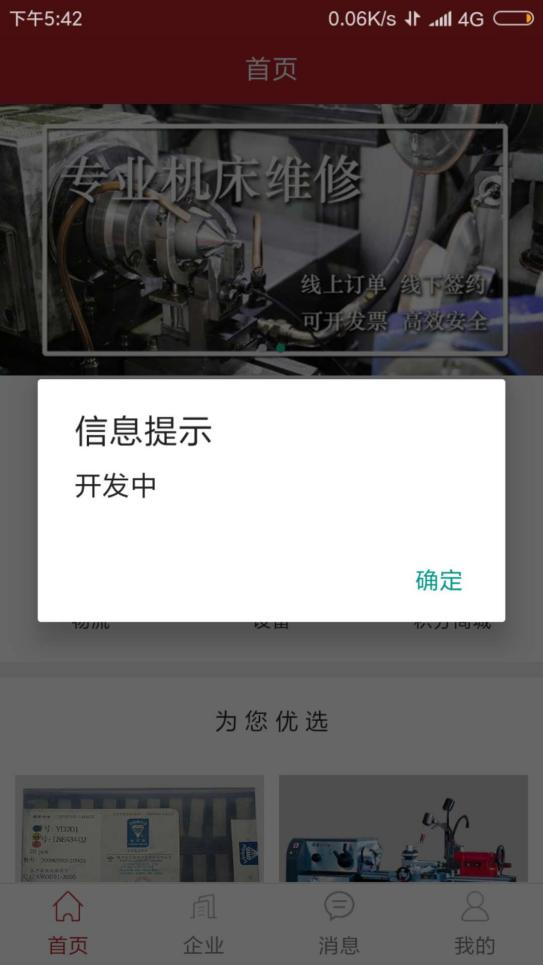 下午5:42
0.06K/s
4G
首页
专业机床维修
线上订单 线下签约
可开发票 高效安全
信息提示
开发中
确定
物流
设备
积分商城
为您优选
号: YD201
首页
企业
消息
我的